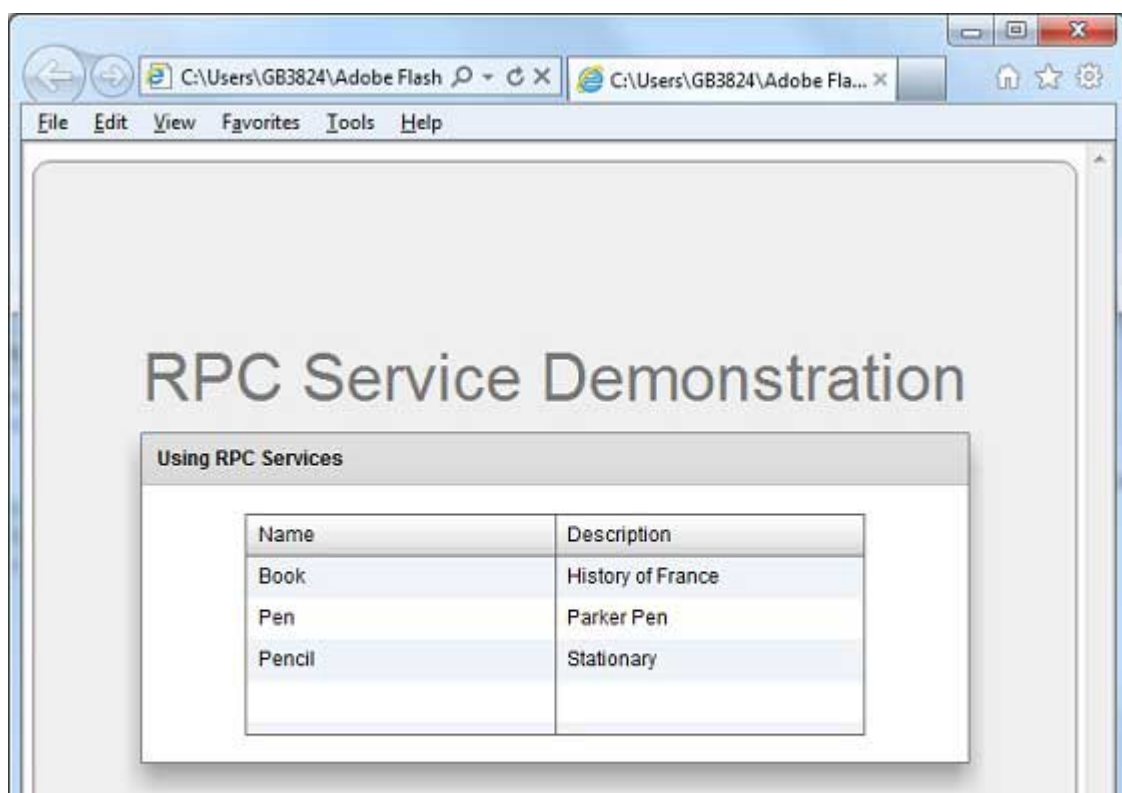 C:\Users\GB3824\Adobe Flash
C:\Users\GB3824\Adobe Fla...
File Edit View Favorites Tools Help
RPC Service Demonstration
Using RPC Services
Name Description
Book History of France
Pen Parker Pen
Pencil Stationary